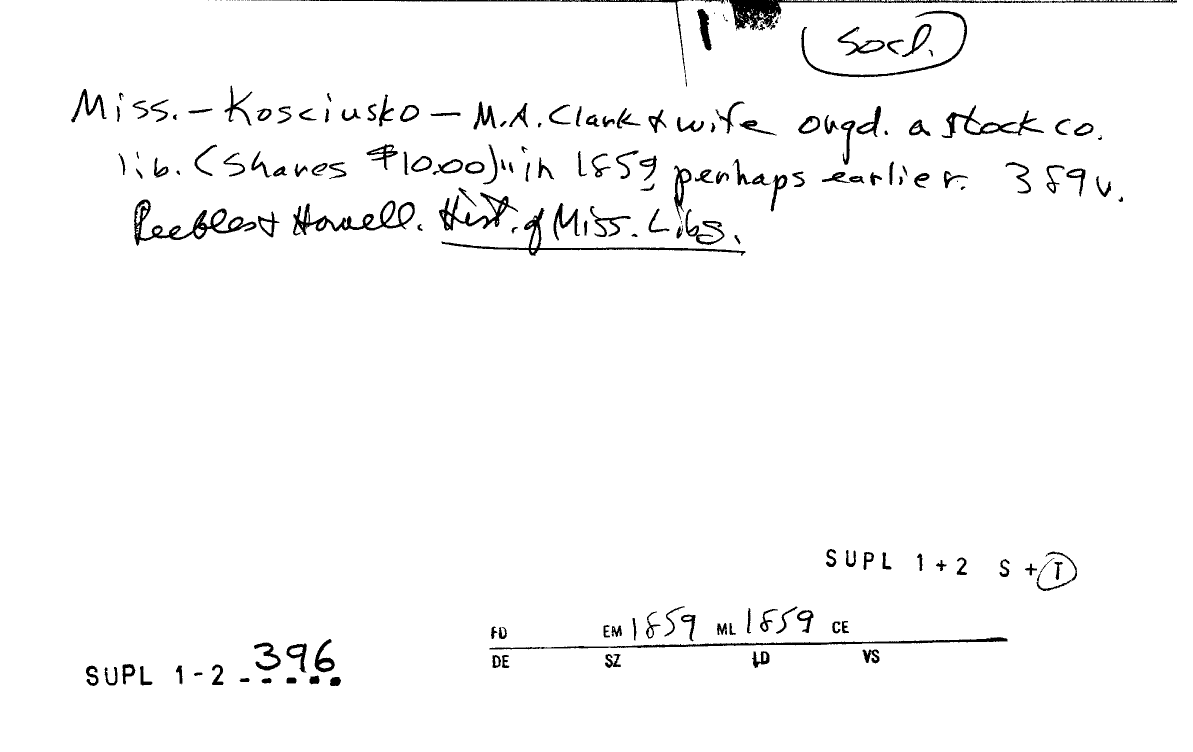 Socl.
Miss. - Kosciusko - M.A. Clark & wife orgd. a stock co.
lib. (Shares $10.00) in 1859 perhaps earlier. 389 v.
Peebles & Howell. Hist. of Miss. Libs.
SUPL 1+2 S + T
FD EM 1859 ML 1859 CE
DE SZ LD VS
SUPL 1-2 396